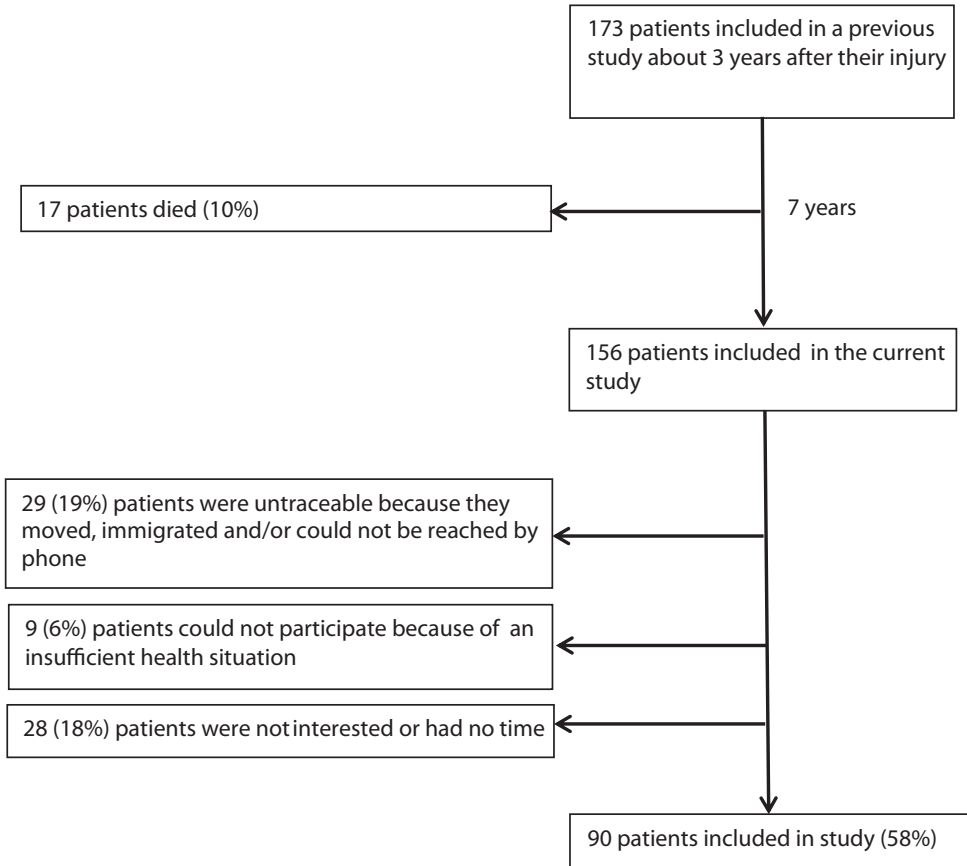 173 patients included in a previous
study about 3 years after their injury
17 patients died (10%)
7 years
156 patients included in the current
study
29 (19%) patients were untraceable because they
moved, immigrated and/or could not be reached by
phone
9 (6%) patients could not participate because of an
insufficient health situation
28 (18%) patients were not interested or had no time
90 patients included in study (58%)